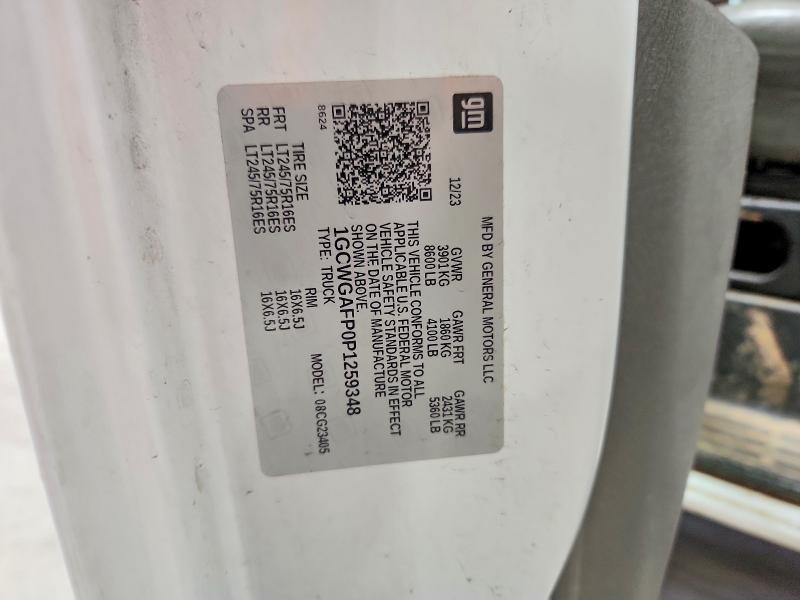 gm
MFD BY GENERAL MOTORS LLC
12/23 GVWR GAWR FRT GAWR RR
3901 KG 1860 KG 2431 KG
8600 LB 4100 LB 5360 LB
THIS VEHICLE CONFORMS TO ALL
APPLICABLE U.S. FEDERAL MOTOR
VEHICLE SAFETY STANDARDS IN EFFECT
ON THE DATE OF MANUFACTURE
SHOWN ABOVE.
1GCWGAFP0P1259348
TYPE: TRUCK MODEL: 08CG23405
8624
TIRE SIZE RIM
FRT LT245/75R16ES 16X6.5J
RR LT245/75R16ES 16X6.5J
SPA LT245/75R16ES 16X6.5J